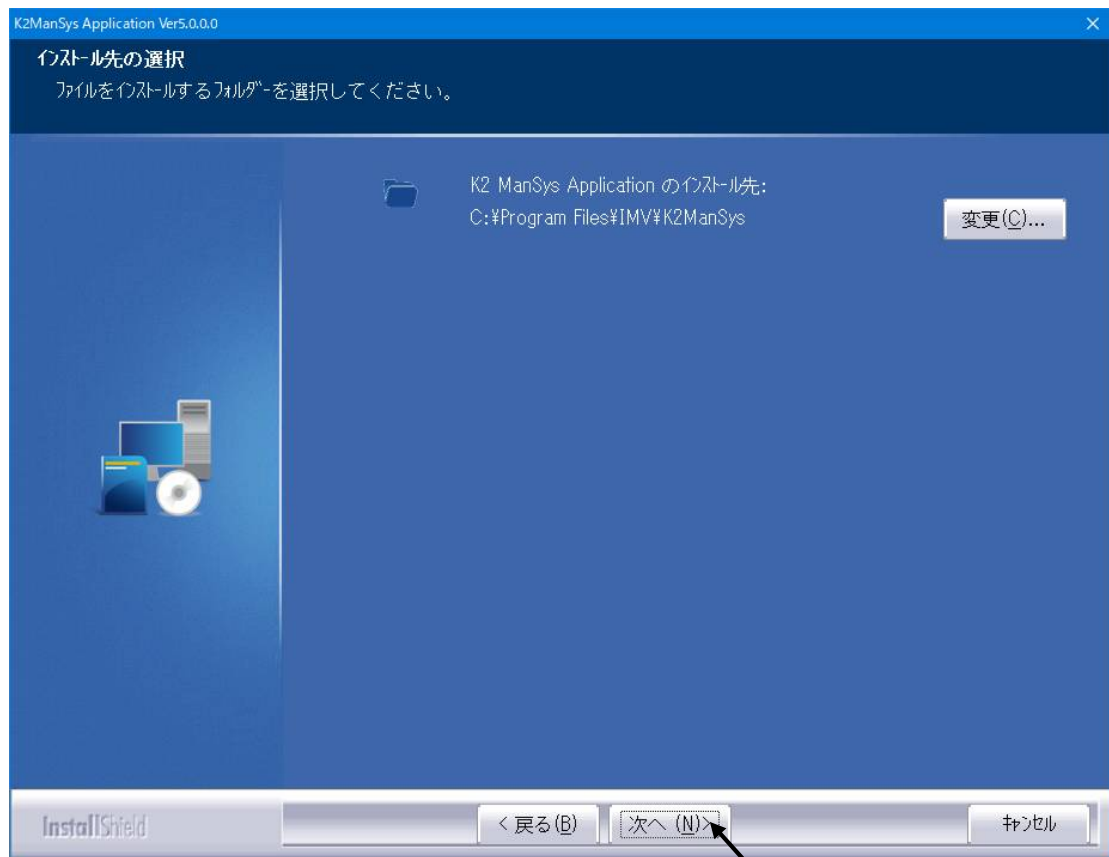 K2ManSys Application Ver5.0.0.0
ｲﾝｽﾄｰﾙ先の選択
ﾌｧｲﾙをｲﾝｽﾄｰﾙするﾌｫﾙﾀﾞｰを選択してください。
K2 ManSys Application のｲﾝｽﾄｰﾙ先:
C:¥Program Files¥IMV¥K2ManSys
変更(C)...
InstallShield
< 戻る(B)
次へ (N)>
ｷｬﾝｾﾙ